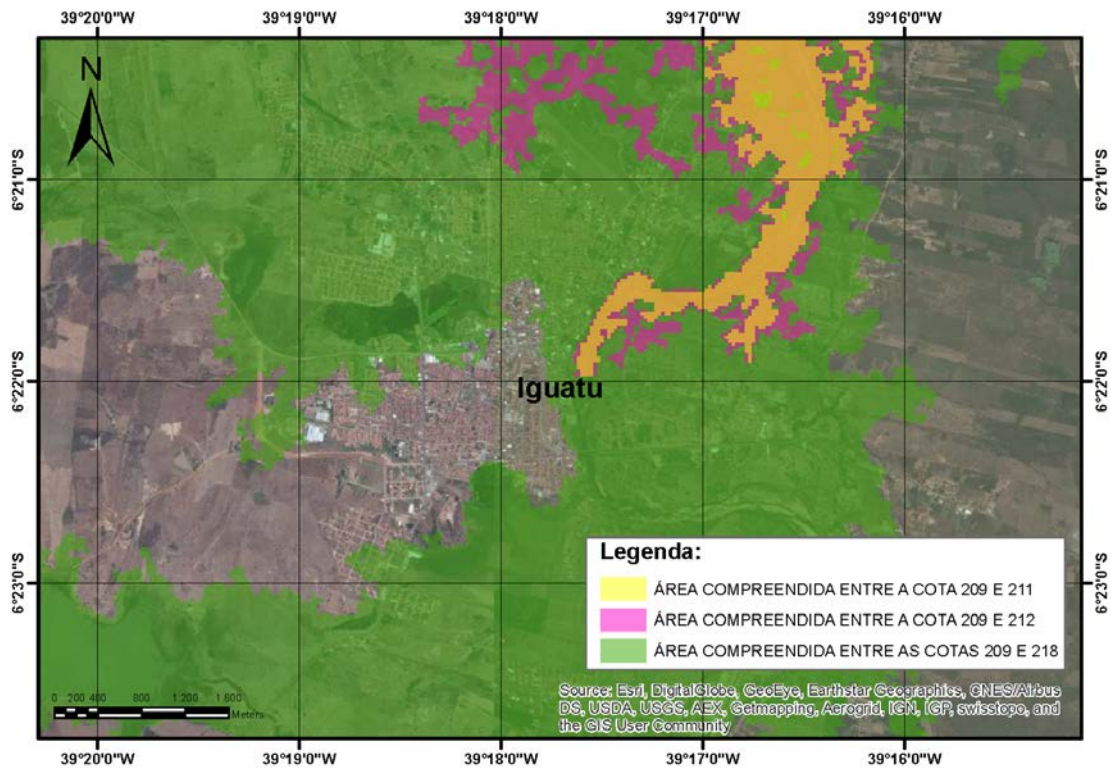 39°20'0"W 39°19'0"W 39°18'0"W 39°17'0"W 39°16'0"W
N
6°21'0"S 6°21'0"S
6°22'0"S 6°22'0"S
Iguatu
6°23'0"S 6°23'0"S
Legenda:
ÁREA COMPREENDIDA ENTRE A COTA 209 E 211
ÁREA COMPREENDIDA ENTRE A COTA 209 E 212
ÁREA COMPREENDIDA ENTRE AS COTAS 209 E 218
0 200 400 800 1.200 1.600
Meters
Source: Esri, DigitalGlobe, GeoEye, Earthstar Geographics, CNES/Airbus
DS, USDA, USGS, AEX, Getmapping, Aerogrid, IGN, IGP, swisstopo, and
the GIS User Community
39°20'0"W 39°19'0"W 39°18'0"W 39°17'0"W 39°16'0"W